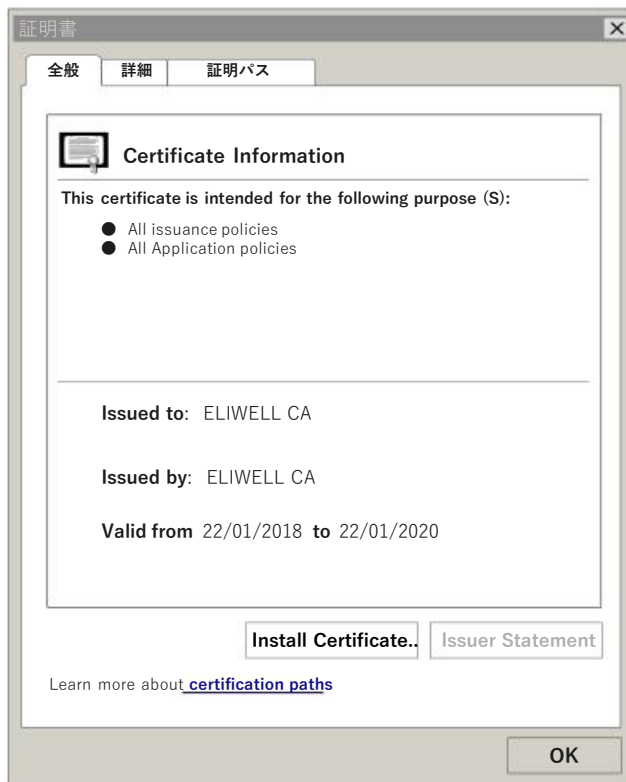 証明書
全般 詳細 証明パス
Certificate Information
This certificate is intended for the following purpose (S):
● All issuance policies
● All Application policies
Issued to: ELIWELL CA
Issued by: ELIWELL CA
Valid from 22/01/2018 to 22/01/2020
Install Certificate.. Issuer Statement
Learn more about certification paths
OK